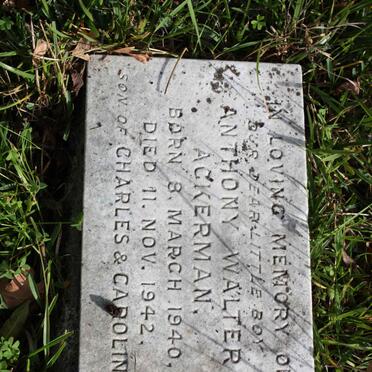 IN LOVING MEMORY O
DEAR LITTLE BOY
ANTHONY WALTER
ACKERMAN,
BORN 8. MARCH 1940,
DIED 11. NOV. 1942.
SON OF CHARLES & CAROLIN